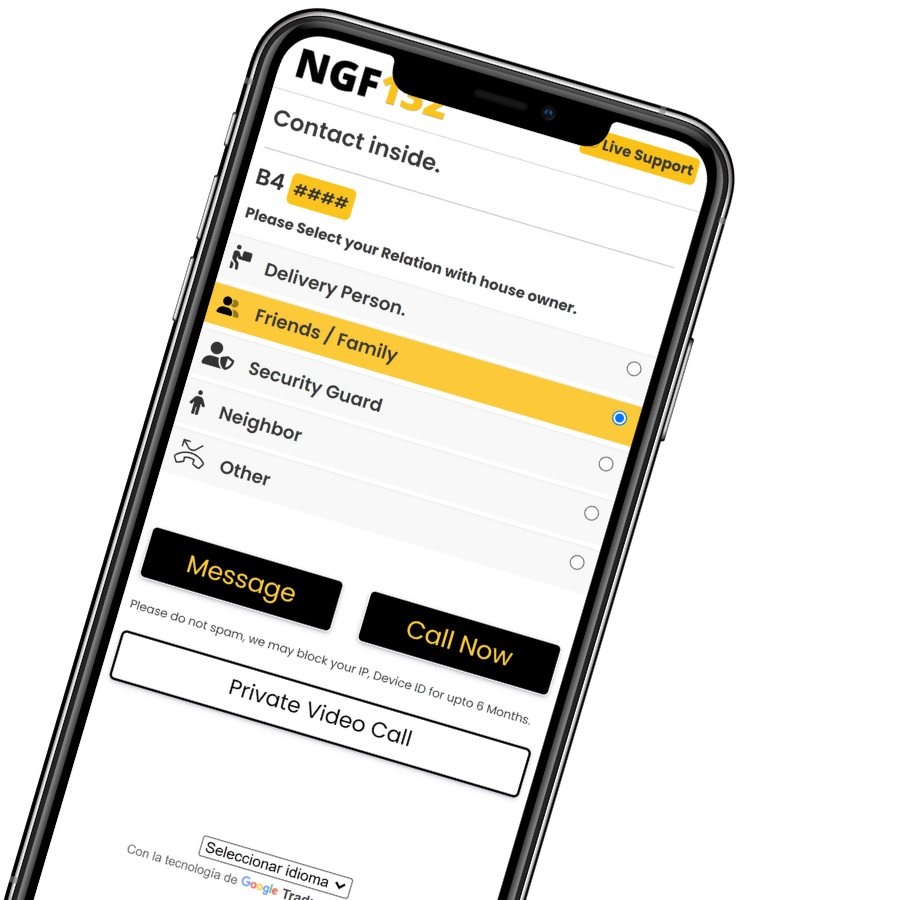 NGF132
Live Support
Contact inside.
B4 ####
Please Select your Relation with house owner.
Delivery Person.
Friends / Family
Security Guard
Neighbor
Other
Message
Call Now
Please do not spam, we may block your IP, Device ID for upto 6 Months.
Private Video Call
Seleccionar idioma
Con la tecnología de Google